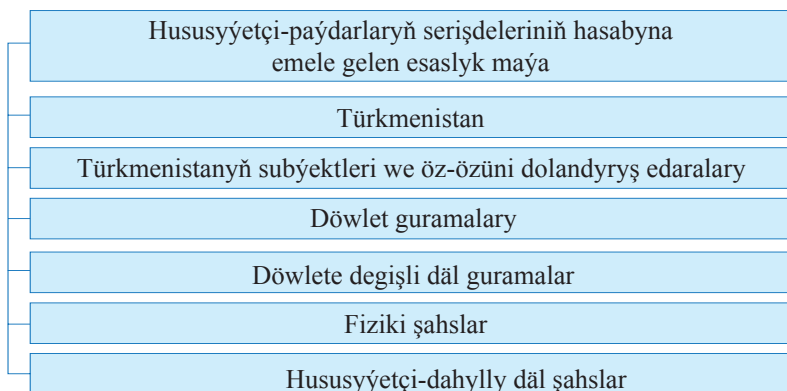 Hususyýetçi-paýdarlaryň serişdeleriniň hasabyna
emele gelen esaslyk maýa
Türkmenistan
Türkmenistanyň subýektleri we öz-özüni dolandyryş edaralary
Döwlet guramalary
Döwlete degişli däl guramalar
Fiziki şahslar
Hususyýetçi-dahylly däl şahslar